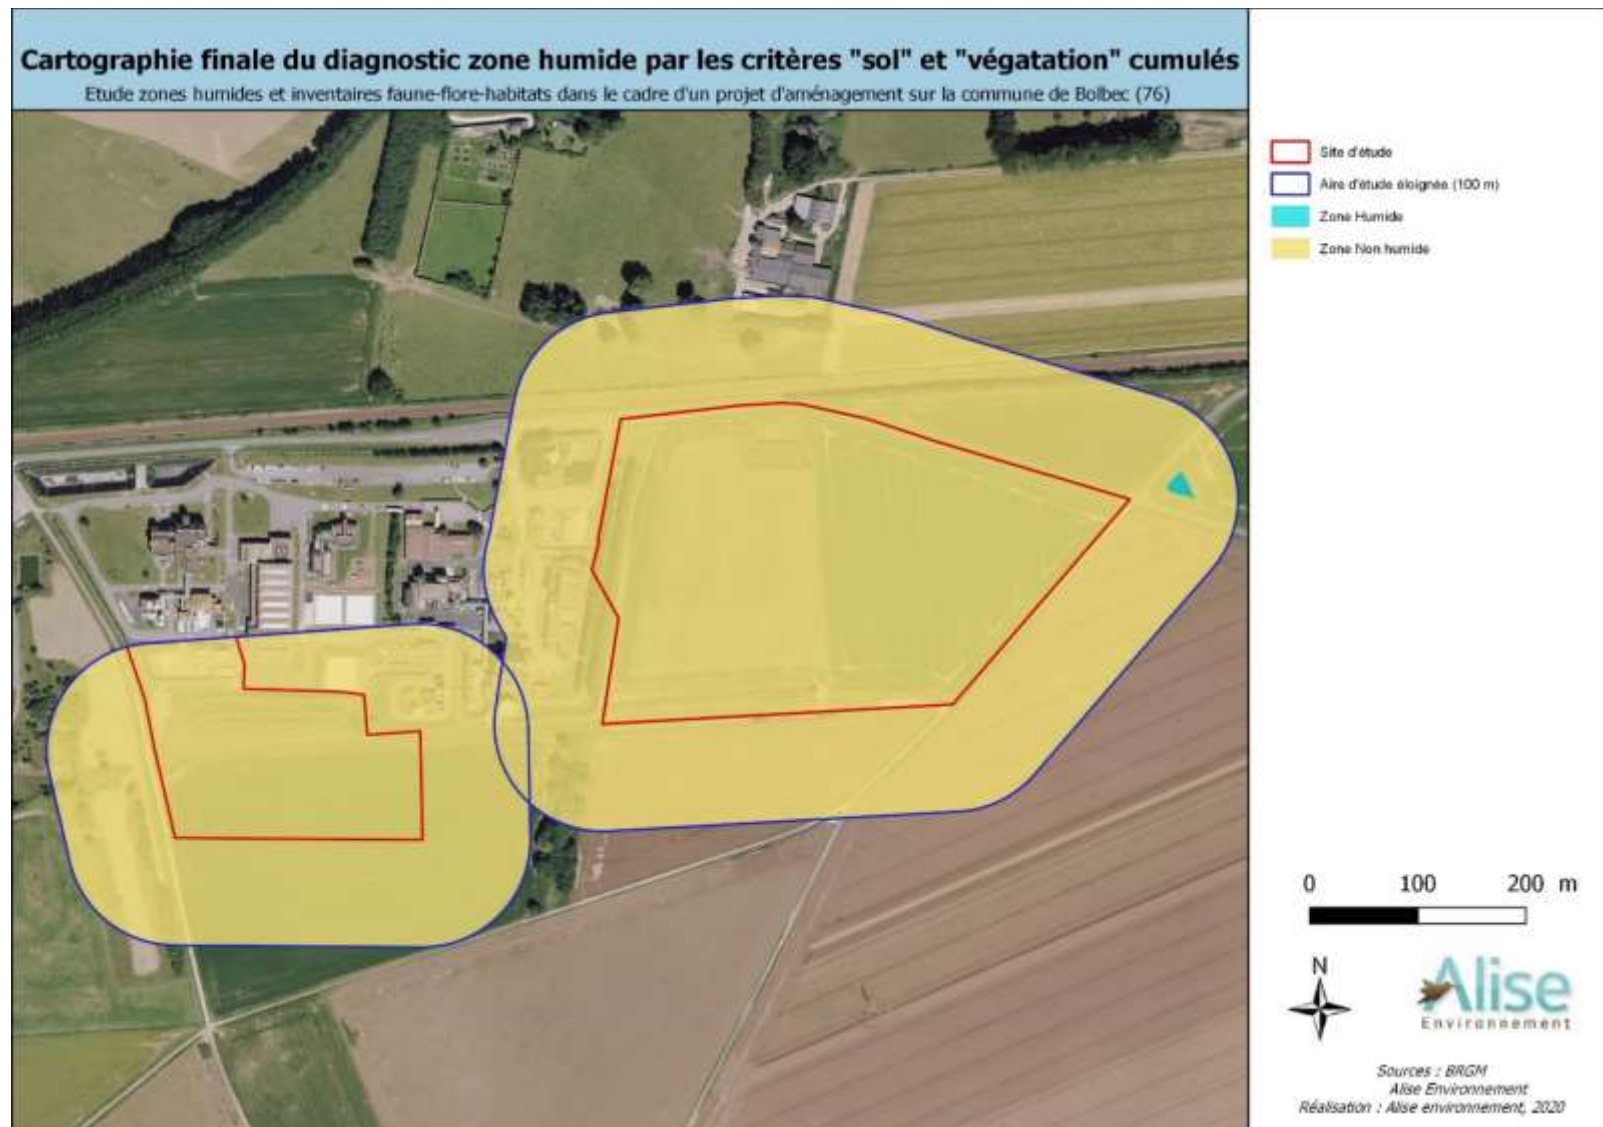 Cartographie finale du diagnostic zone humide par les critères "sol" et "végatation" cumulés
Etude zones humides et inventaires faune-flore-habitats dans le cadre d'un projet d'aménagement sur la commune de Bolbec (76)
Site d'étude
Aire d'étude éloignée (100 m)
Zone Humide
Zone Non humide
0 100 200 m
N
Alise
Environnement
Sources : BRGM
Alise Environnement
Réalisation : Alise environnement, 2020